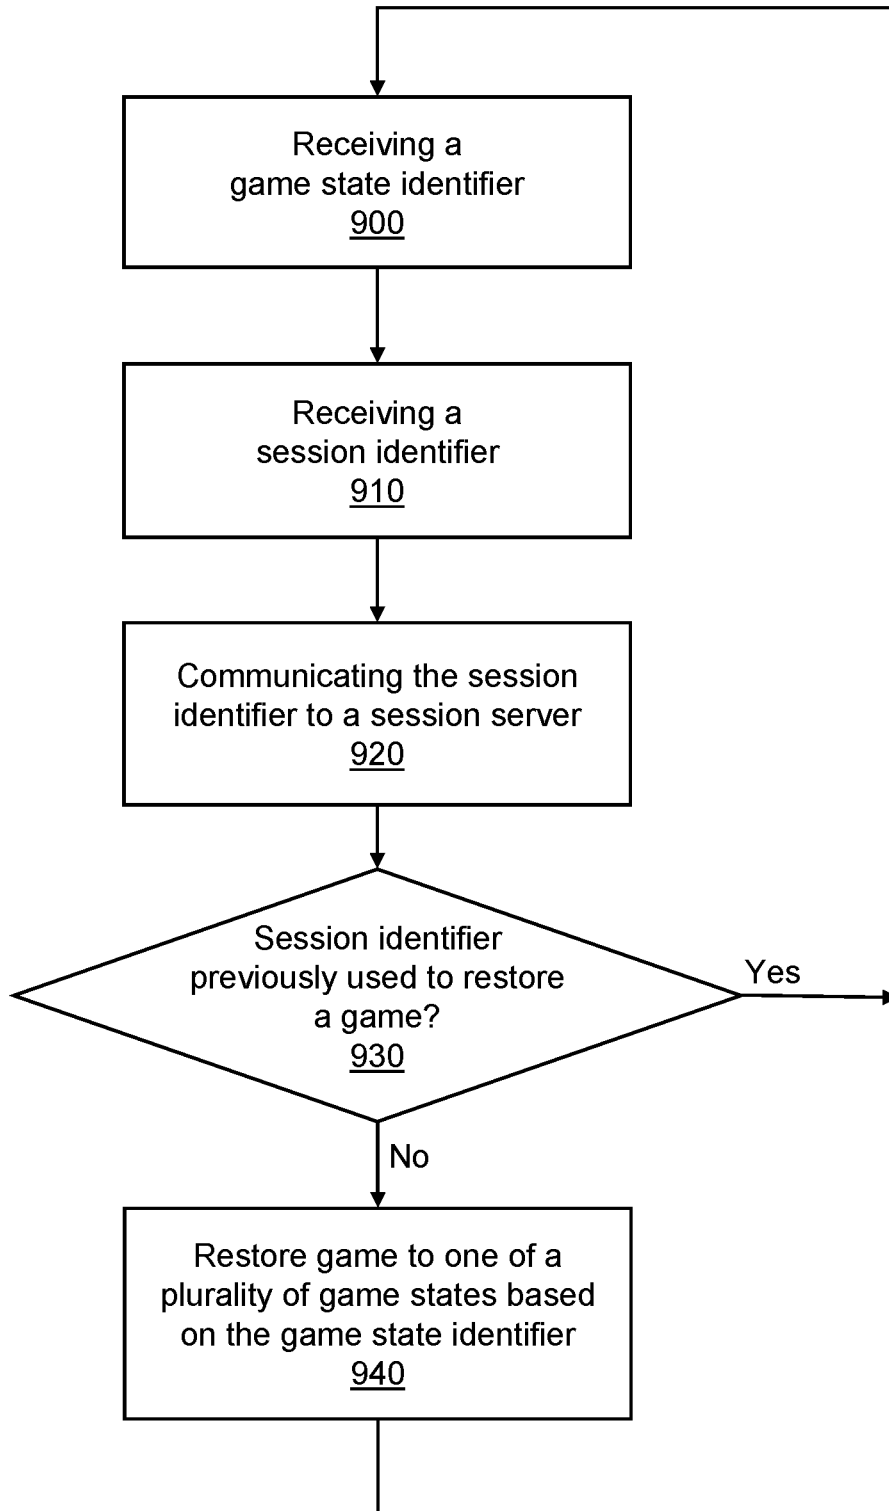 Receiving a
game state identifier
900
Receiving a
session identifier
910
Communicating the session
identifier to a session server
920
Session identifier
previously used to restore
a game?
930
Yes
No
Restore game to one of a
plurality of game states based
on the game state identifier
940